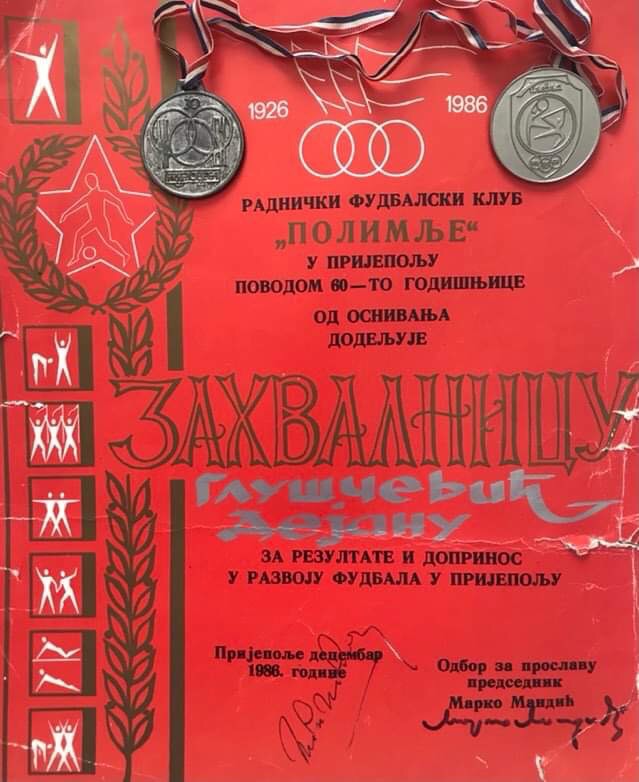 1926 1986
РАДНИЧКИ ФУДБАЛСКИ КЛУБ
„ПОЛИМЉЕ“
У ПРИЈЕПОЉУ
ПОВОДОМ 60—ТО ГОДИШЊИЦЕ
ОД ОСНИВАЊА
ДОДЕЉУЈЕ
ЗАХВАЛНИЦУ
Глушчевић
Дејану
ЗА РЕЗУЛТАТЕ И ДОПРИНОС
У РАЗВОЈУ ФУДБАЛА У ПРИЈЕПОЉУ
Пријепоље децембар
1986. године
Одбор за прославу
председник
Марко Мандић